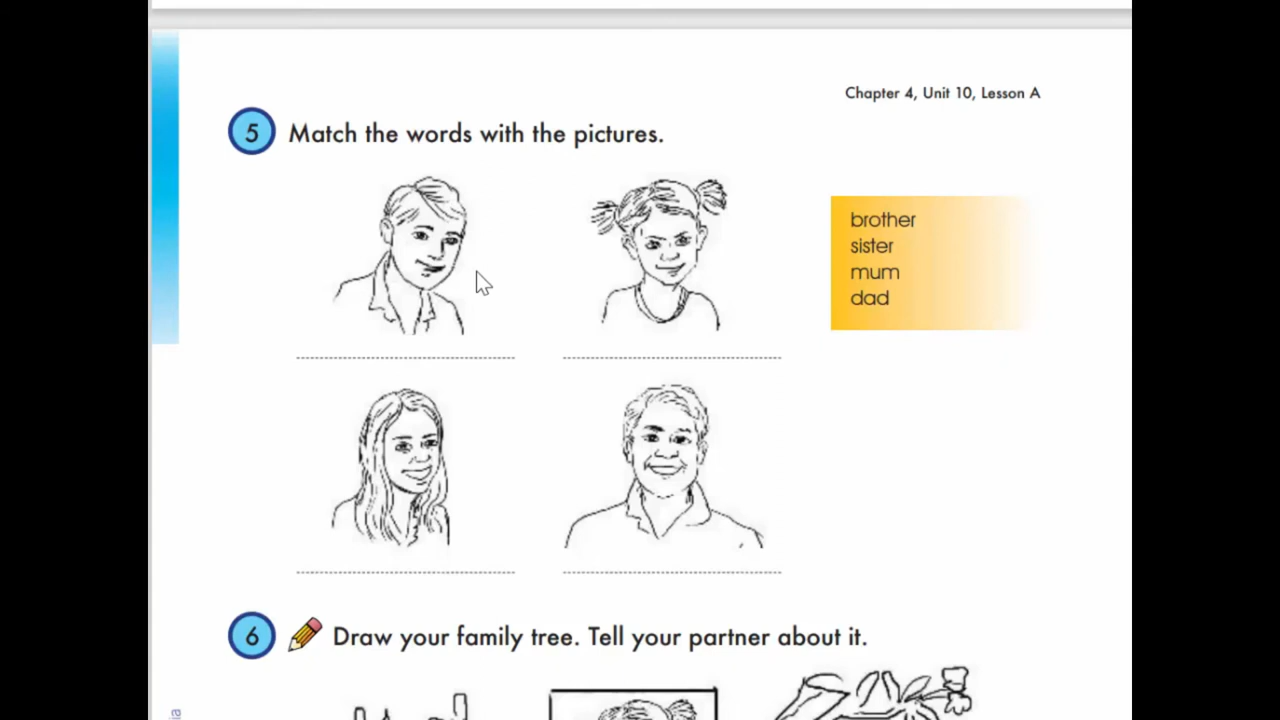 Chapter 4, Unit 10, Lesson A
5 Match the words with the pictures.
brother
sister
mum
dad
6 Draw your family tree. Tell your partner about it.
ia